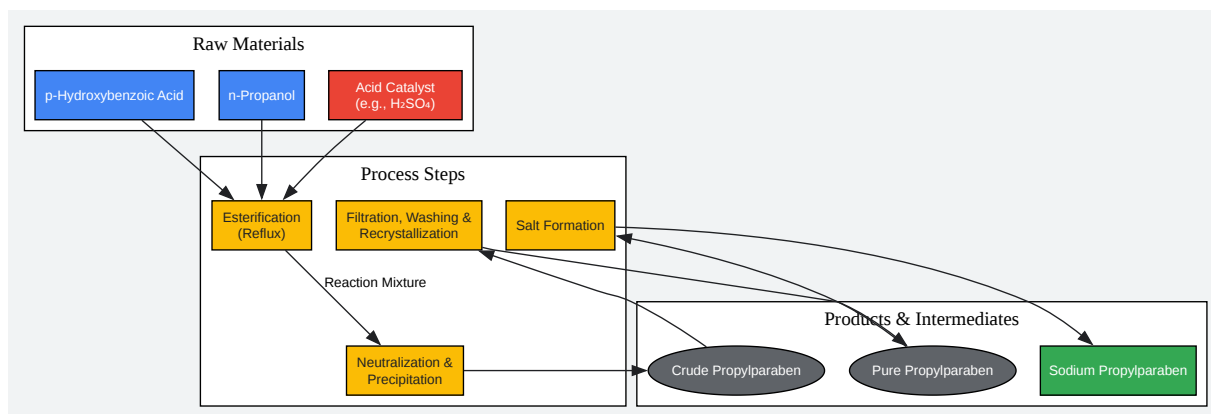 Raw Materials
p-Hydroxybenzoic Acid
n-Propanol
Acid Catalyst
(e.g., H₂SO₄)
Process Steps
Esterification
(Reflux)
Filtration, Washing &
Recrystallization
Salt Formation
Reaction Mixture
Neutralization &
Precipitation
Products & Intermediates
Crude Propylparaben
Pure Propylparaben
Sodium Propylparaben